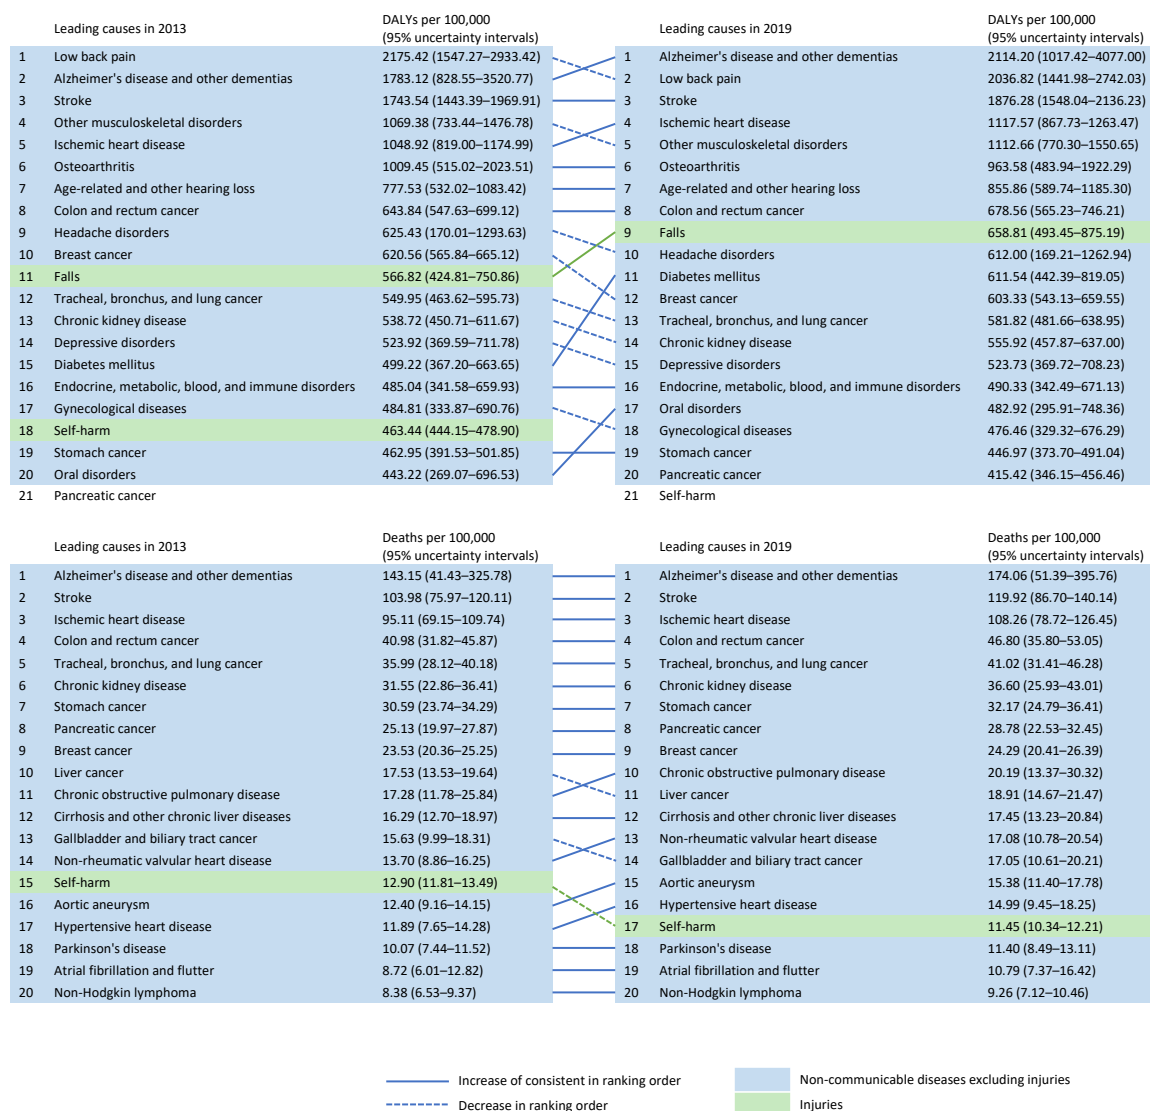 Leading causes in 2013 DALYs per 100,000 (95% uncertainty intervals) Leading causes in 2019 DALYs per 100,000 (95% uncertainty intervals)
1 Low back pain 2175.42 (1547.27–2933.42) 1 Alzheimer's disease and other dementias 2114.20 (1017.42–4077.00)
2 Alzheimer's disease and other dementias 1783.12 (828.55–3520.77) 2 Low back pain 2036.82 (1441.98–2742.03)
3 Stroke 1743.54 (1443.39–1969.91) 3 Stroke 1876.28 (1548.04–2136.23)
4 Other musculoskeletal disorders 1069.38 (733.44–1476.78) 4 Ischemic heart disease 1117.57 (867.73–1263.47)
5 Ischemic heart disease 1048.92 (819.00–1174.99) 5 Other musculoskeletal disorders 1112.66 (770.30–1550.65)
6 Osteoarthritis 1009.45 (515.02–2023.51) 6 Osteoarthritis 963.58 (483.94–1922.29)
7 Age-related and other hearing loss 777.53 (532.02–1083.42) 7 Age-related and other hearing loss 855.86 (589.74–1185.30)
8 Colon and rectum cancer 643.84 (547.63–699.12) 8 Colon and rectum cancer 678.56 (565.23–746.21)
9 Headache disorders 625.43 (170.01–1293.63) 9 Falls 658.81 (493.45–875.19)
10 Breast cancer 620.56 (565.84–665.12) 10 Headache disorders 612.00 (169.21–1262.94)
11 Falls 566.82 (424.81–750.86) 11 Diabetes mellitus 611.54 (442.39–819.05)
12 Tracheal, bronchus, and lung cancer 549.95 (463.62–595.73) 12 Breast cancer 603.33 (543.13–659.55)
13 Chronic kidney disease 538.72 (450.71–611.67) 13 Tracheal, bronchus, and lung cancer 581.82 (481.66–638.95)
14 Depressive disorders 523.92 (369.59–711.78) 14 Chronic kidney disease 555.92 (457.87–637.00)
15 Diabetes mellitus 499.22 (367.20–663.65) 15 Depressive disorders 523.73 (369.72–708.23)
16 Endocrine, metabolic, blood, and immune disorders 485.04 (341.58–659.93) 16 Endocrine, metabolic, blood, and immune disorders 490.33 (342.49–671.13)
17 Gynecological diseases 484.81 (333.87–690.76) 17 Oral disorders 482.92 (295.91–748.36)
18 Self-harm 463.44 (444.15–478.90) 18 Gynecological diseases 476.46 (329.32–676.29)
19 Stomach cancer 462.95 (391.53–501.85) 19 Stomach cancer 446.97 (373.70–491.04)
20 Oral disorders 443.22 (269.07–696.53) 20 Pancreatic cancer 415.42 (346.15–456.46)
21 Pancreatic cancer 21 Self-harm
Leading causes in 2013 Deaths per 100,000 (95% uncertainty intervals) Leading causes in 2019 Deaths per 100,000 (95% uncertainty intervals)
1 Alzheimer's disease and other dementias 143.15 (41.43–325.78) 1 Alzheimer's disease and other dementias 174.06 (51.39–395.76)
2 Stroke 103.98 (75.97–120.11) 2 Stroke 119.92 (86.70–140.14)
3 Ischemic heart disease 95.11 (69.15–109.74) 3 Ischemic heart disease 108.26 (78.72–126.45)
4 Colon and rectum cancer 40.98 (31.82–45.87) 4 Colon and rectum cancer 46.80 (35.80–53.05)
5 Tracheal, bronchus, and lung cancer 35.99 (28.12–40.18) 5 Tracheal, bronchus, and lung cancer 41.02 (31.41–46.28)
6 Chronic kidney disease 31.55 (22.86–36.41) 6 Chronic kidney disease 36.60 (25.93–43.01)
7 Stomach cancer 30.59 (23.74–34.29) 7 Stomach cancer 32.17 (24.79–36.41)
8 Pancreatic cancer 25.13 (19.97–27.87) 8 Pancreatic cancer 28.78 (22.53–32.45)
9 Breast cancer 23.53 (20.36–25.25) 9 Breast cancer 24.29 (20.41–26.39)
10 Liver cancer 17.53 (13.53–19.64) 10 Chronic obstructive pulmonary disease 20.19 (13.37–30.32)
11 Chronic obstructive pulmonary disease 17.28 (11.78–25.84) 11 Liver cancer 18.91 (14.67–21.47)
12 Cirrhosis and other chronic liver diseases 16.29 (12.70–18.97) 12 Cirrhosis and other chronic liver diseases 17.45 (13.23–20.84)
13 Gallbladder and biliary tract cancer 15.63 (9.99–18.31) 13 Non-rheumatic valvular heart disease 17.08 (10.78–20.54)
14 Non-rheumatic valvular heart disease 13.70 (8.86–16.25) 14 Gallbladder and biliary tract cancer 17.05 (10.61–20.21)
15 Self-harm 12.90 (11.81–13.49) 15 Aortic aneurysm 15.38 (11.40–17.78)
16 Aortic aneurysm 12.40 (9.16–14.15) 16 Hypertensive heart disease 14.99 (9.45–18.25)
17 Hypertensive heart disease 11.89 (7.65–14.28) 17 Self-harm 11.45 (10.34–12.21)
18 Parkinson's disease 10.07 (7.44–11.52) 18 Parkinson's disease 11.40 (8.49–13.11)
19 Atrial fibrillation and flutter 8.72 (6.01–12.82) 19 Atrial fibrillation and flutter 10.79 (7.37–16.42)
20 Non-Hodgkin lymphoma 8.38 (6.53–9.37) 20 Non-Hodgkin lymphoma 9.26 (7.12–10.46)
Increase of consistent in ranking order Non-communicable diseases excluding injuries
Decrease in ranking order Injuries